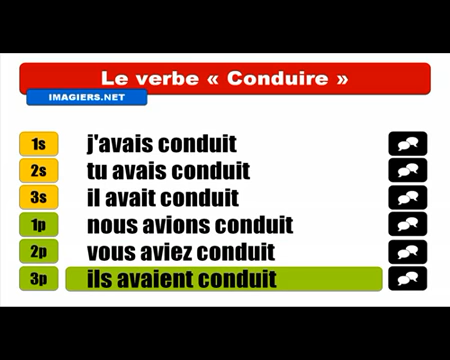 Le verbe « Conduire »
IMAGIERS.NET
1s j'avais conduit
2s tu avais conduit
3s il avait conduit
1p nous avions conduit
2p vous aviez conduit
3p ils avaient conduit